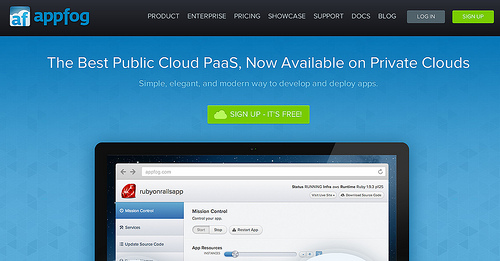 af appfog
PRODUCT ENTERPRISE PRICING SHOWCASE SUPPORT DOCS BLOG LOG IN SIGN UP
The Best Public Cloud PaaS, Now Available on Private Clouds
Simple, elegant, and modern way to develop and deploy apps.
SIGN UP - IT'S FREE!
appfog.com
rubyonrailsapp
Status RUNNING Infra aws Runtime Ruby 1.9.3 p125
Visit Live Site Download Source Code
Mission Control
Services
Update Source Code
Mission Control
Control your app.
Start Stop Restart App
App Resources
INSTANCES